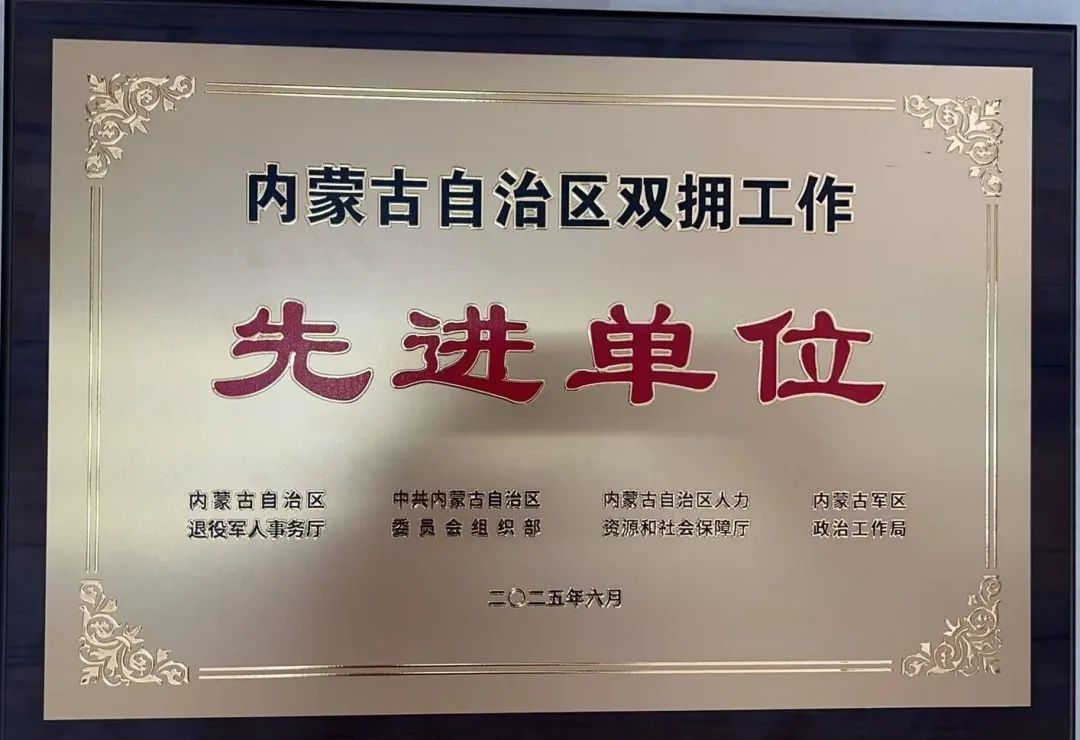 内蒙古自治区双拥工作
先进单位
内蒙古自治区
退役军人事务厅
中共内蒙古自治区
委员会组织部
内蒙古自治区人力
资源和社会保障厅
内蒙古军区
政治工作局
二〇二五年六月